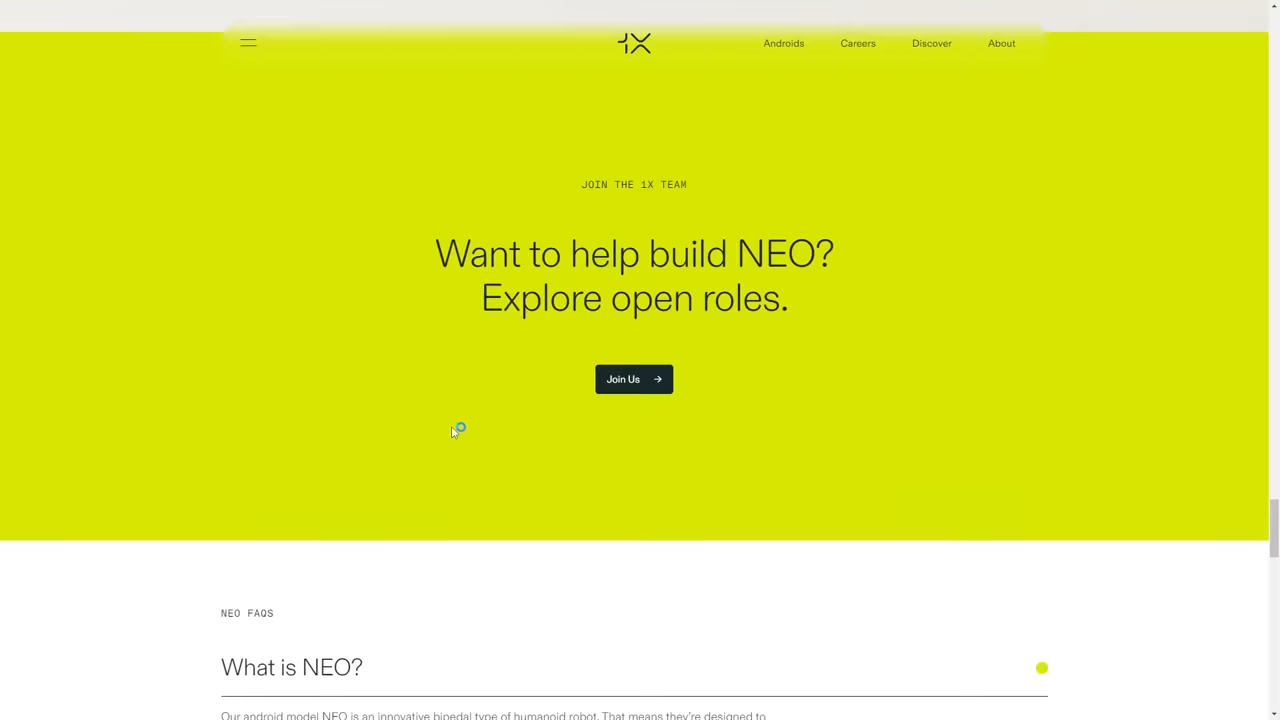 1X
Androids
Careers
Discover
About
JOIN THE 1X TEAM
Want to help build NEO?
Explore open roles.
Join Us →
NEO FAQS
What is NEO?
Our android model NEO is an innovative bipedal type of humanoid robot. That means they're designed to